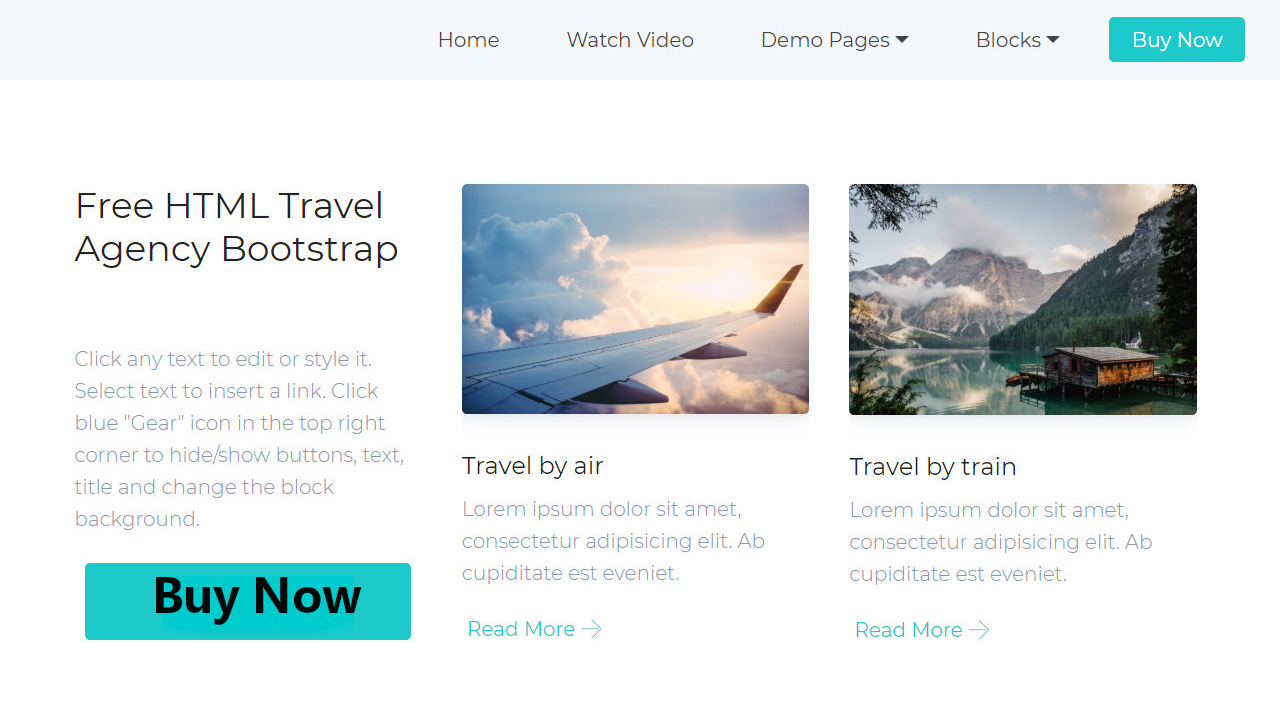 Home Watch Video Demo Pages Blocks Buy Now
Free HTML Travel
Agency Bootstrap
Click any text to edit or style it.
Select text to insert a link. Click
blue "Gear" icon in the top right
corner to hide/show buttons, text,
title and change the block
background.
Buy Now
Travel by air
Lorem ipsum dolor sit amet,
consectetur adipisicing elit. Ab
cupiditate est eveniet.
Read More
Travel by train
Lorem ipsum dolor sit amet,
consectetur adipisicing elit. Ab
cupiditate est eveniet.
Read More